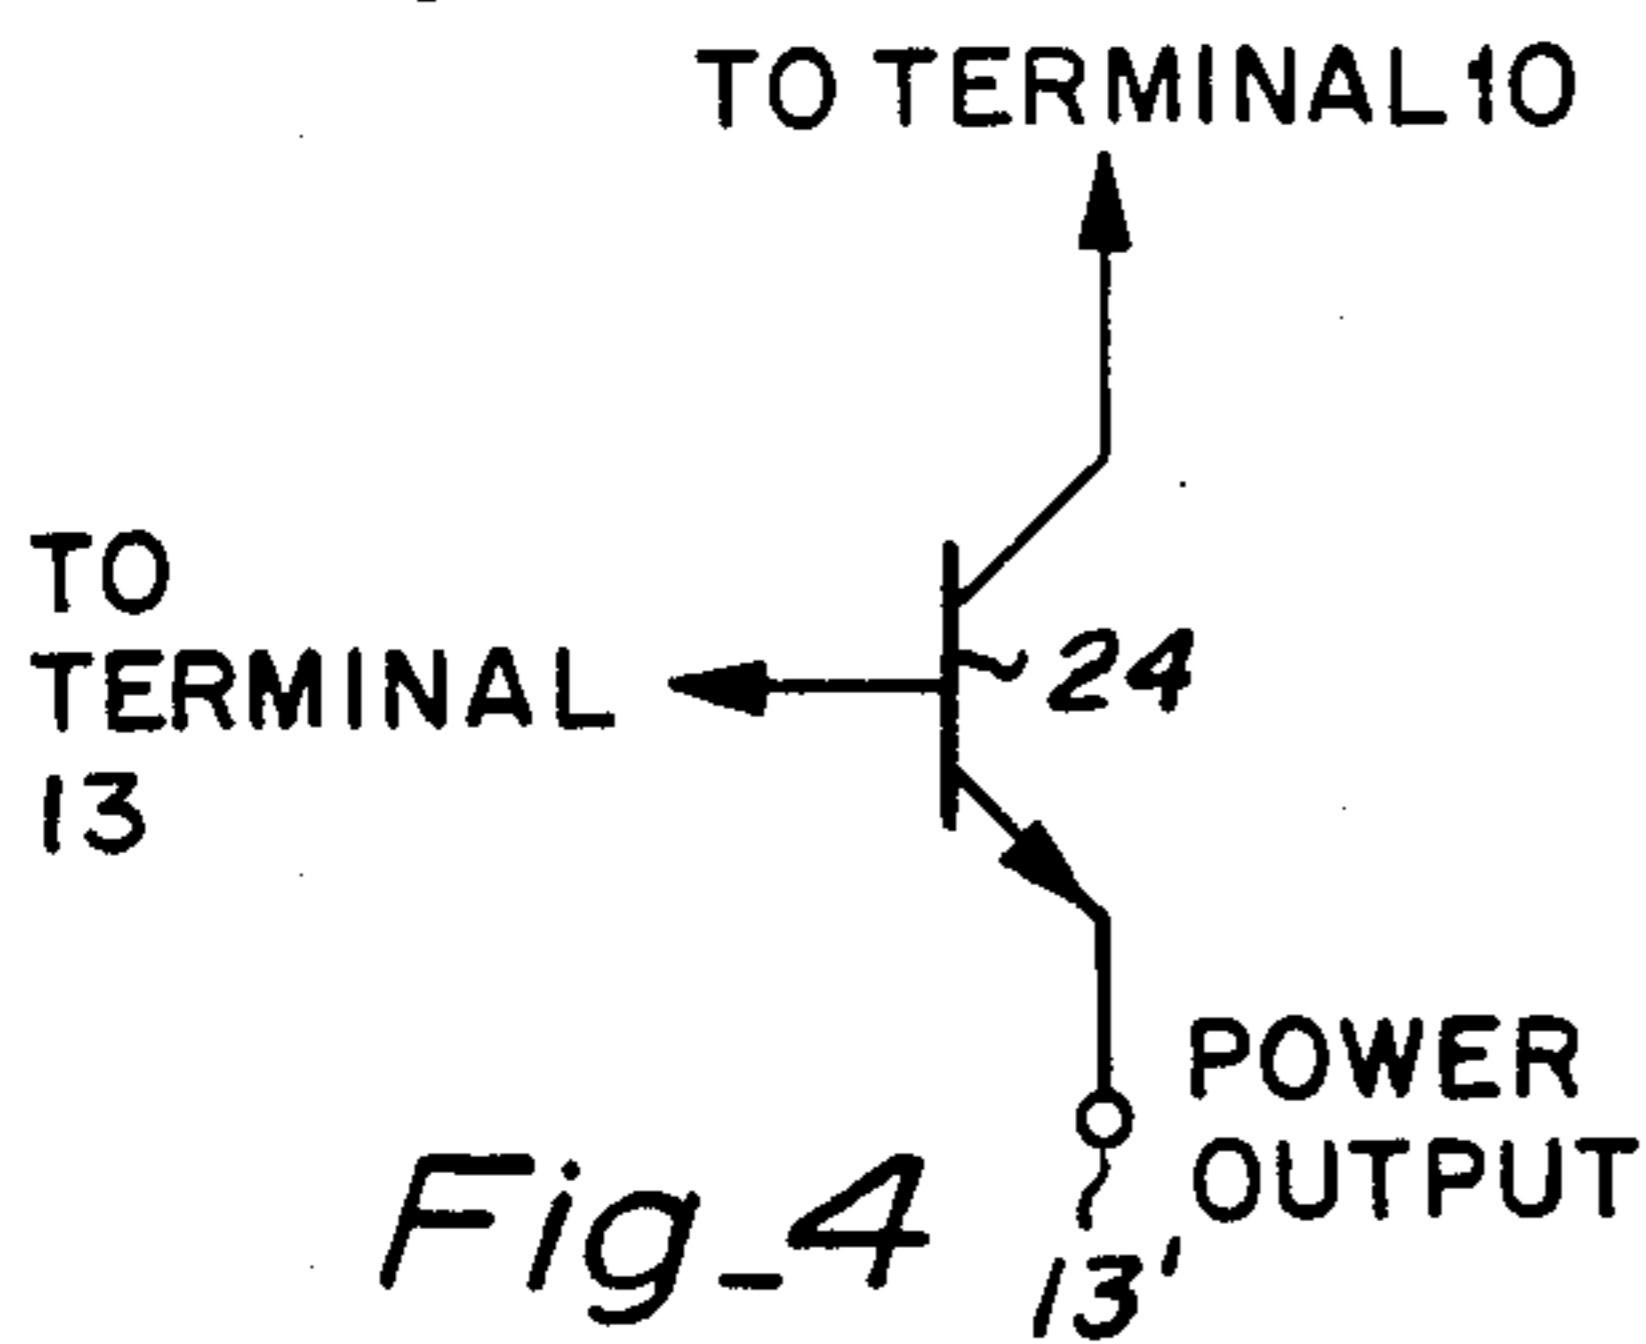 TO TERMINAL 10
TO
TERMINAL
13
24
POWER
OUTPUT
13'
Fig_4